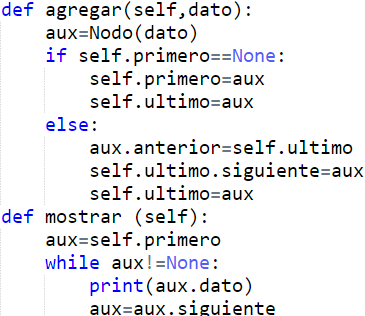 def agregar(self,dato):
    aux=Nodo(dato)
    if self.primero==None:
        self.primero=aux
        self.ultimo=aux
    else:
        aux.anterior=self.ultimo
        self.ultimo.siguiente=aux
        self.ultimo=aux
def mostrar (self):
    aux=self.primero
    while aux!=None:
        print(aux.dato)
        aux=aux.siguiente